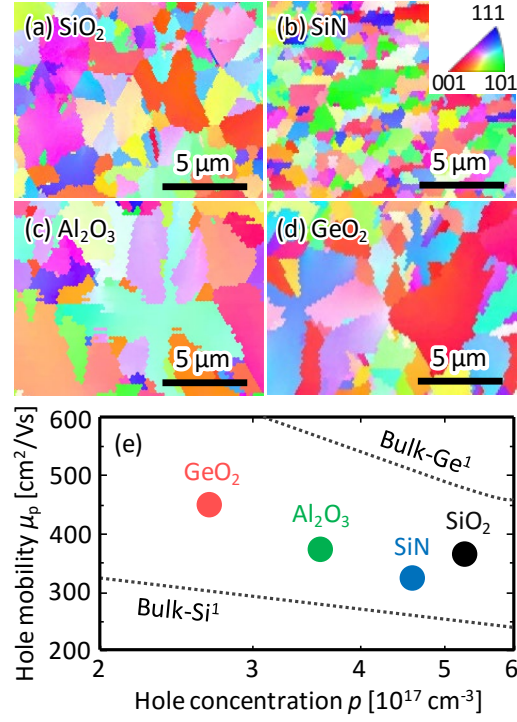 (a) SiO₂
(b) SiN
111
001 101
5 μm
5 μm
(c) Al₂O₃
(d) GeO₂
5 μm
5 μm
(e)
Hole mobility μₚ [cm²/Vs]
600
500
400
300
200
Bulk-Ge¹
GeO₂
Al₂O₃
SiN
SiO₂
Bulk-Si¹
2 3 4 5 6
Hole concentration p [10¹⁷ cm⁻³]